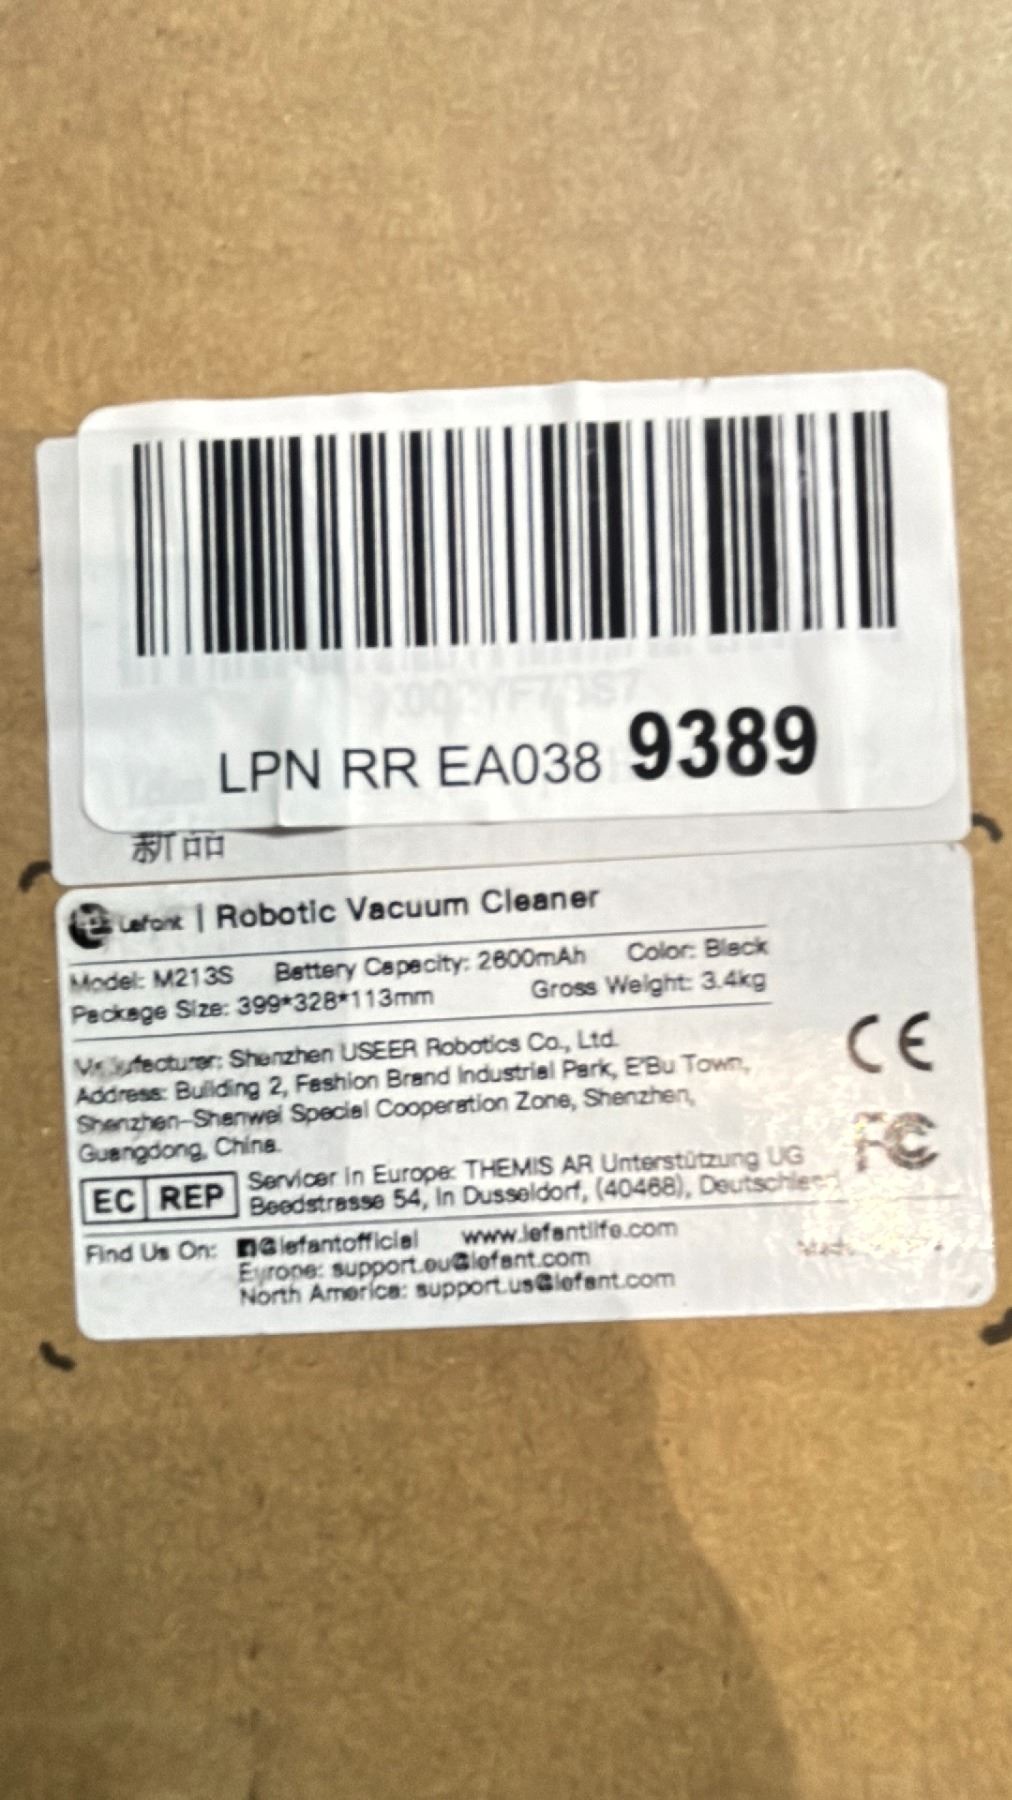 LPN RR EA038 9389
新品
Lefant | Robotic Vacuum Cleaner
Model: M213S Battery Capacity: 2600mAh Color: Black
Package Size: 399*328*113mm Gross Weight: 3.4kg
Manufacturer: Shenzhen USEER Robotics Co., Ltd.
Address: Building 2, Fashion Brand Industrial Park, E'Bu Town,
Shenzhen-Shanwei Special Cooperation Zone, Shenzhen,
Guangdong, China.
CE
FC
EC REP
Servicer in Europe: THEMIS AR Unterstützung UG
Beedstrasse 54, in Dusseldorf, (40468),
Find Us On: @lefantofficial www.lefantlife.com
Europe: support.eu@lefant.com
North America: support.us@lefant.com